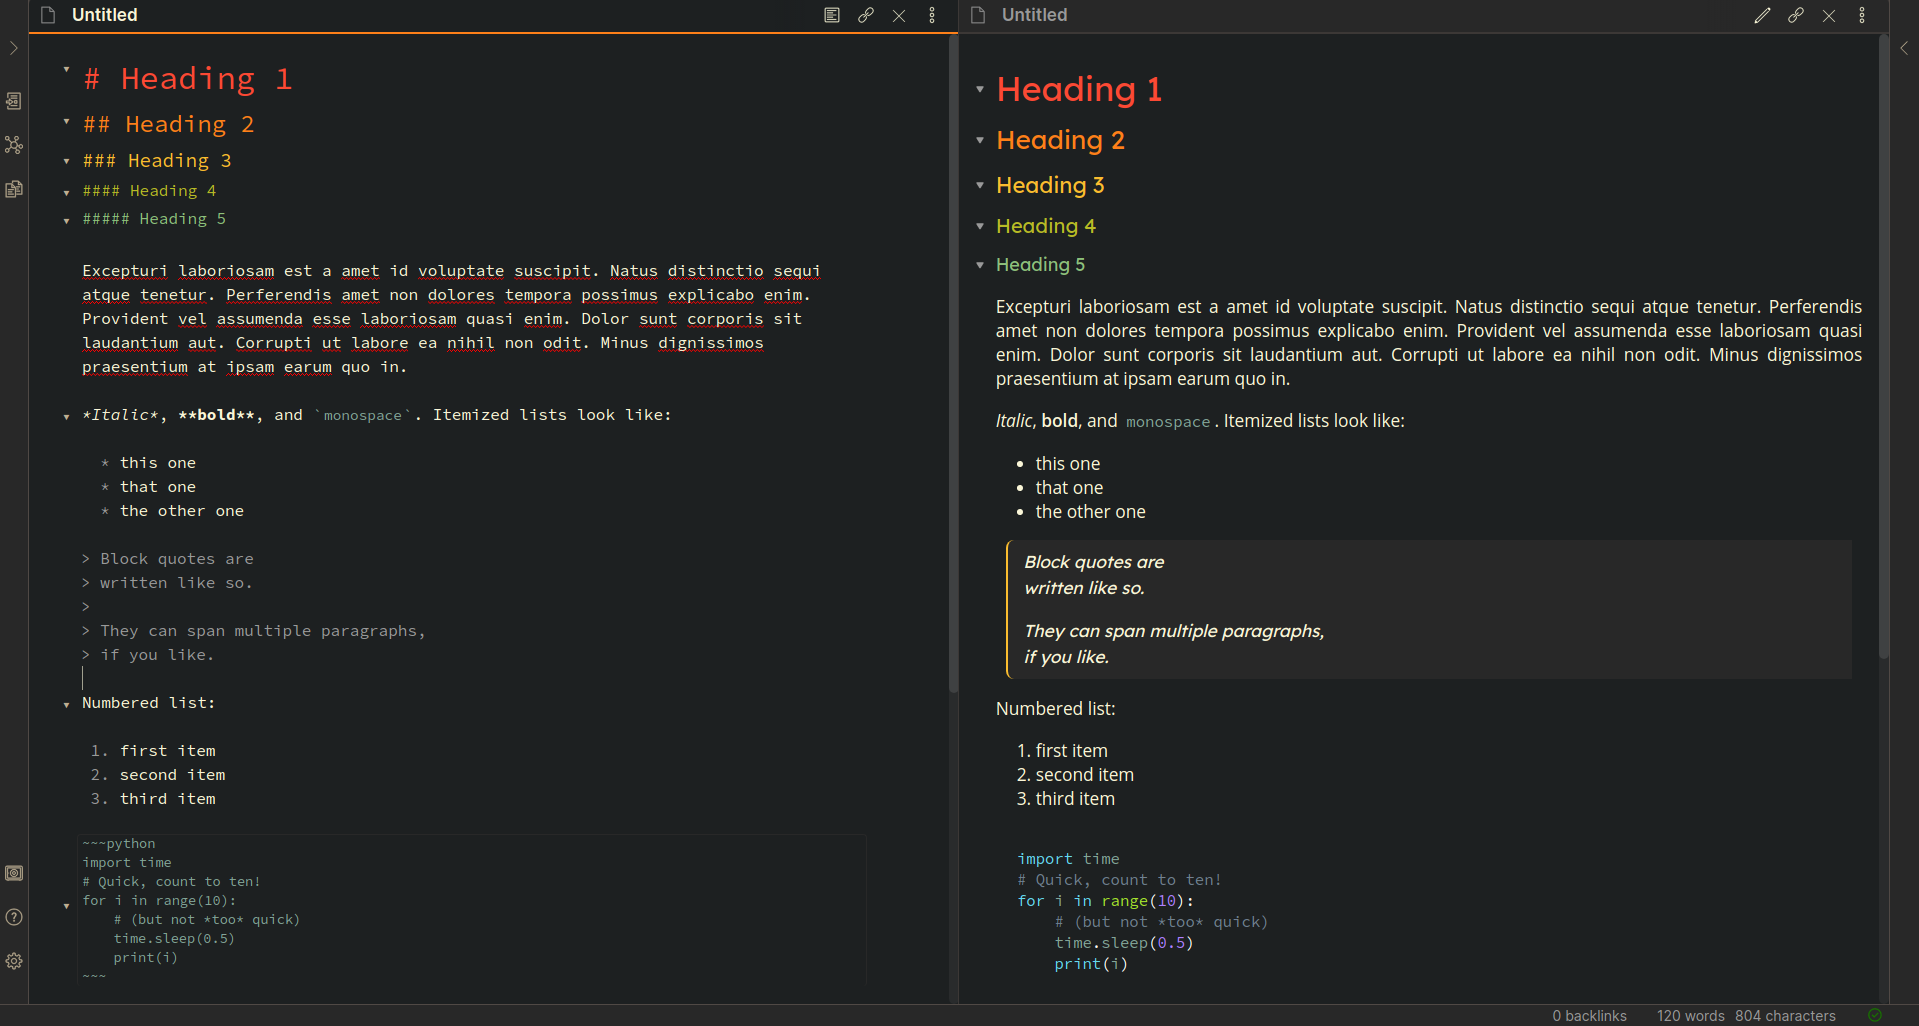 Untitled
# Heading 1
## Heading 2
### Heading 3
#### Heading 4
##### Heading 5
Excepturi laboriosam est a amet id voluptate suscipit. Natus distinctio sequi
atque tenetur. Perferendis amet non dolores tempora possimus explicabo enim.
Provident vel assumenda esse laboriosam quasi enim. Dolor sunt corporis sit
laudantium aut. Corrupti ut labore ea nihil non odit. Minus dignissimos
praesentium at ipsam earum quo in.
*Italic*, **bold**, and `monospace`. Itemized lists look like:
* this one
* that one
* the other one
> Block quotes are
> written like so.
>
> They can span multiple paragraphs,
> if you like.
Numbered list:
1. first item
2. second item
3. third item
~~~python
import time
# Quick, count to ten!
for i in range(10):
    # (but not *too* quick)
    time.sleep(0.5)
    print(i)
~~~
Untitled
Heading 1
Heading 2
Heading 3
Heading 4
Heading 5
Excepturi laboriosam est a amet id voluptate suscipit. Natus distinctio sequi atque tenetur. Perferendis
amet non dolores tempora possimus explicabo enim. Provident vel assumenda esse laboriosam quasi
enim. Dolor sunt corporis sit laudantium aut. Corrupti ut labore ea nihil non odit. Minus dignissimos
praesentium at ipsam earum quo in.
Italic, bold, and monospace. Itemized lists look like:
• this one
• that one
• the other one
Block quotes are
written like so.
They can span multiple paragraphs,
if you like.
Numbered list:
1. first item
2. second item
3. third item
import time
# Quick, count to ten!
for i in range(10):
    # (but not *too* quick)
    time.sleep(0.5)
    print(i)
0 backlinks 120 words 804 characters